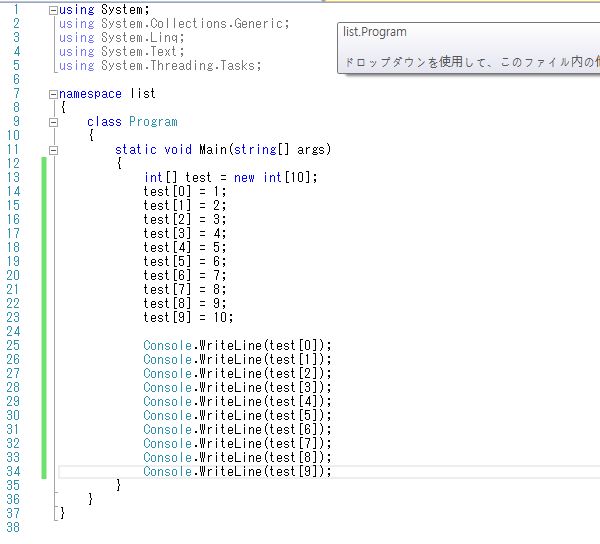 1 using System;
2 using System.Collections.Generic;
3 using System.Linq;
4 using System.Text;
5 using System.Threading.Tasks;
6
7 namespace list
8 {
9 class Program
10 {
11 static void Main(string[] args)
12 {
13 int[] test = new int[10];
14 test[0] = 1;
15 test[1] = 2;
16 test[2] = 3;
17 test[3] = 4;
18 test[4] = 5;
19 test[5] = 6;
20 test[6] = 7;
21 test[7] = 8;
22 test[8] = 9;
23 test[9] = 10;
24
25 Console.WriteLine(test[0]);
26 Console.WriteLine(test[1]);
27 Console.WriteLine(test[2]);
28 Console.WriteLine(test[3]);
29 Console.WriteLine(test[4]);
30 Console.WriteLine(test[5]);
31 Console.WriteLine(test[6]);
32 Console.WriteLine(test[7]);
33 Console.WriteLine(test[8]);
34 Console.WriteLine(test[9]);
35 }
36 }
37 }
38
list.Program
ドロップダウンを使用して、このファイル内の